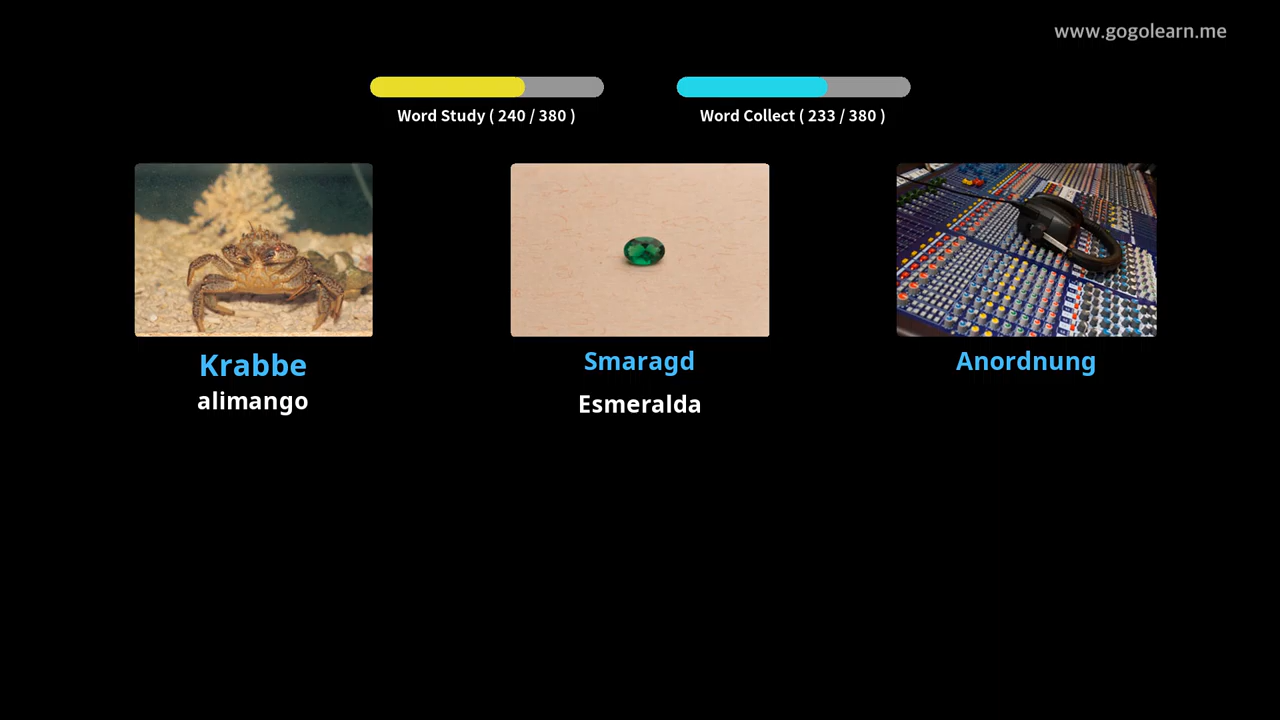 www.gogolearn.me
Word Study ( 240 / 380 )
Word Collect ( 233 / 380 )
Krabbe
alimango
Smaragd
Esmeralda
Anordnung